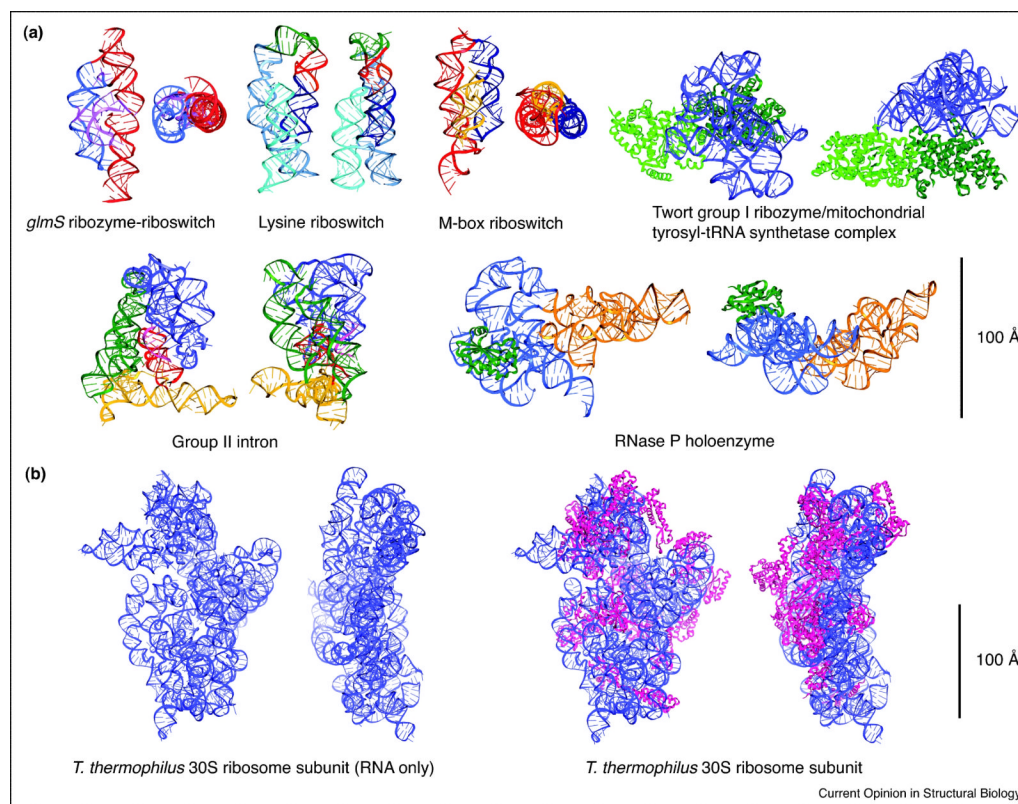 (a)
glmS ribozyme-riboswitch
Lysine riboswitch
M-box riboswitch
Twort group I ribozyme/mitochondrial
tyrosyl-tRNA synthetase complex
100 Å
Group II intron
RNase P holoenzyme
(b)
100 Å
T. thermophilus 30S ribosome subunit (RNA only)
T. thermophilus 30S ribosome subunit
Current Opinion in Structural Biology